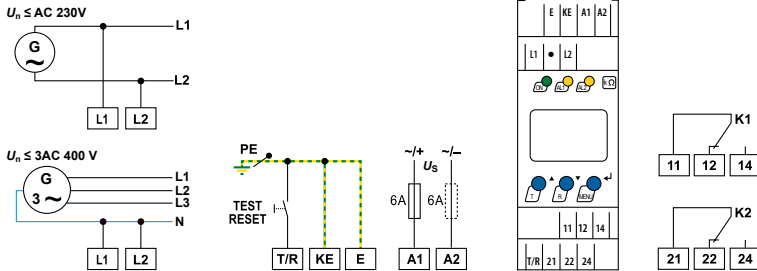 Un ≤ AC 230V
G
~
L1
L2
L1 L2
Un ≤ 3AC 400 V
G
3 ~
L1
L2
L3
N
L1 L2
PE
TEST
RESET
T/R KE E
~/+ ~/–
US
6A 6A
A1 A2
E KE A1 A2
L1 • L2
ON AL1 AL2 kΩ
T R MENU
11 12 14
T/R 21 22 24
K1
11 12 14
K2
21 22 24